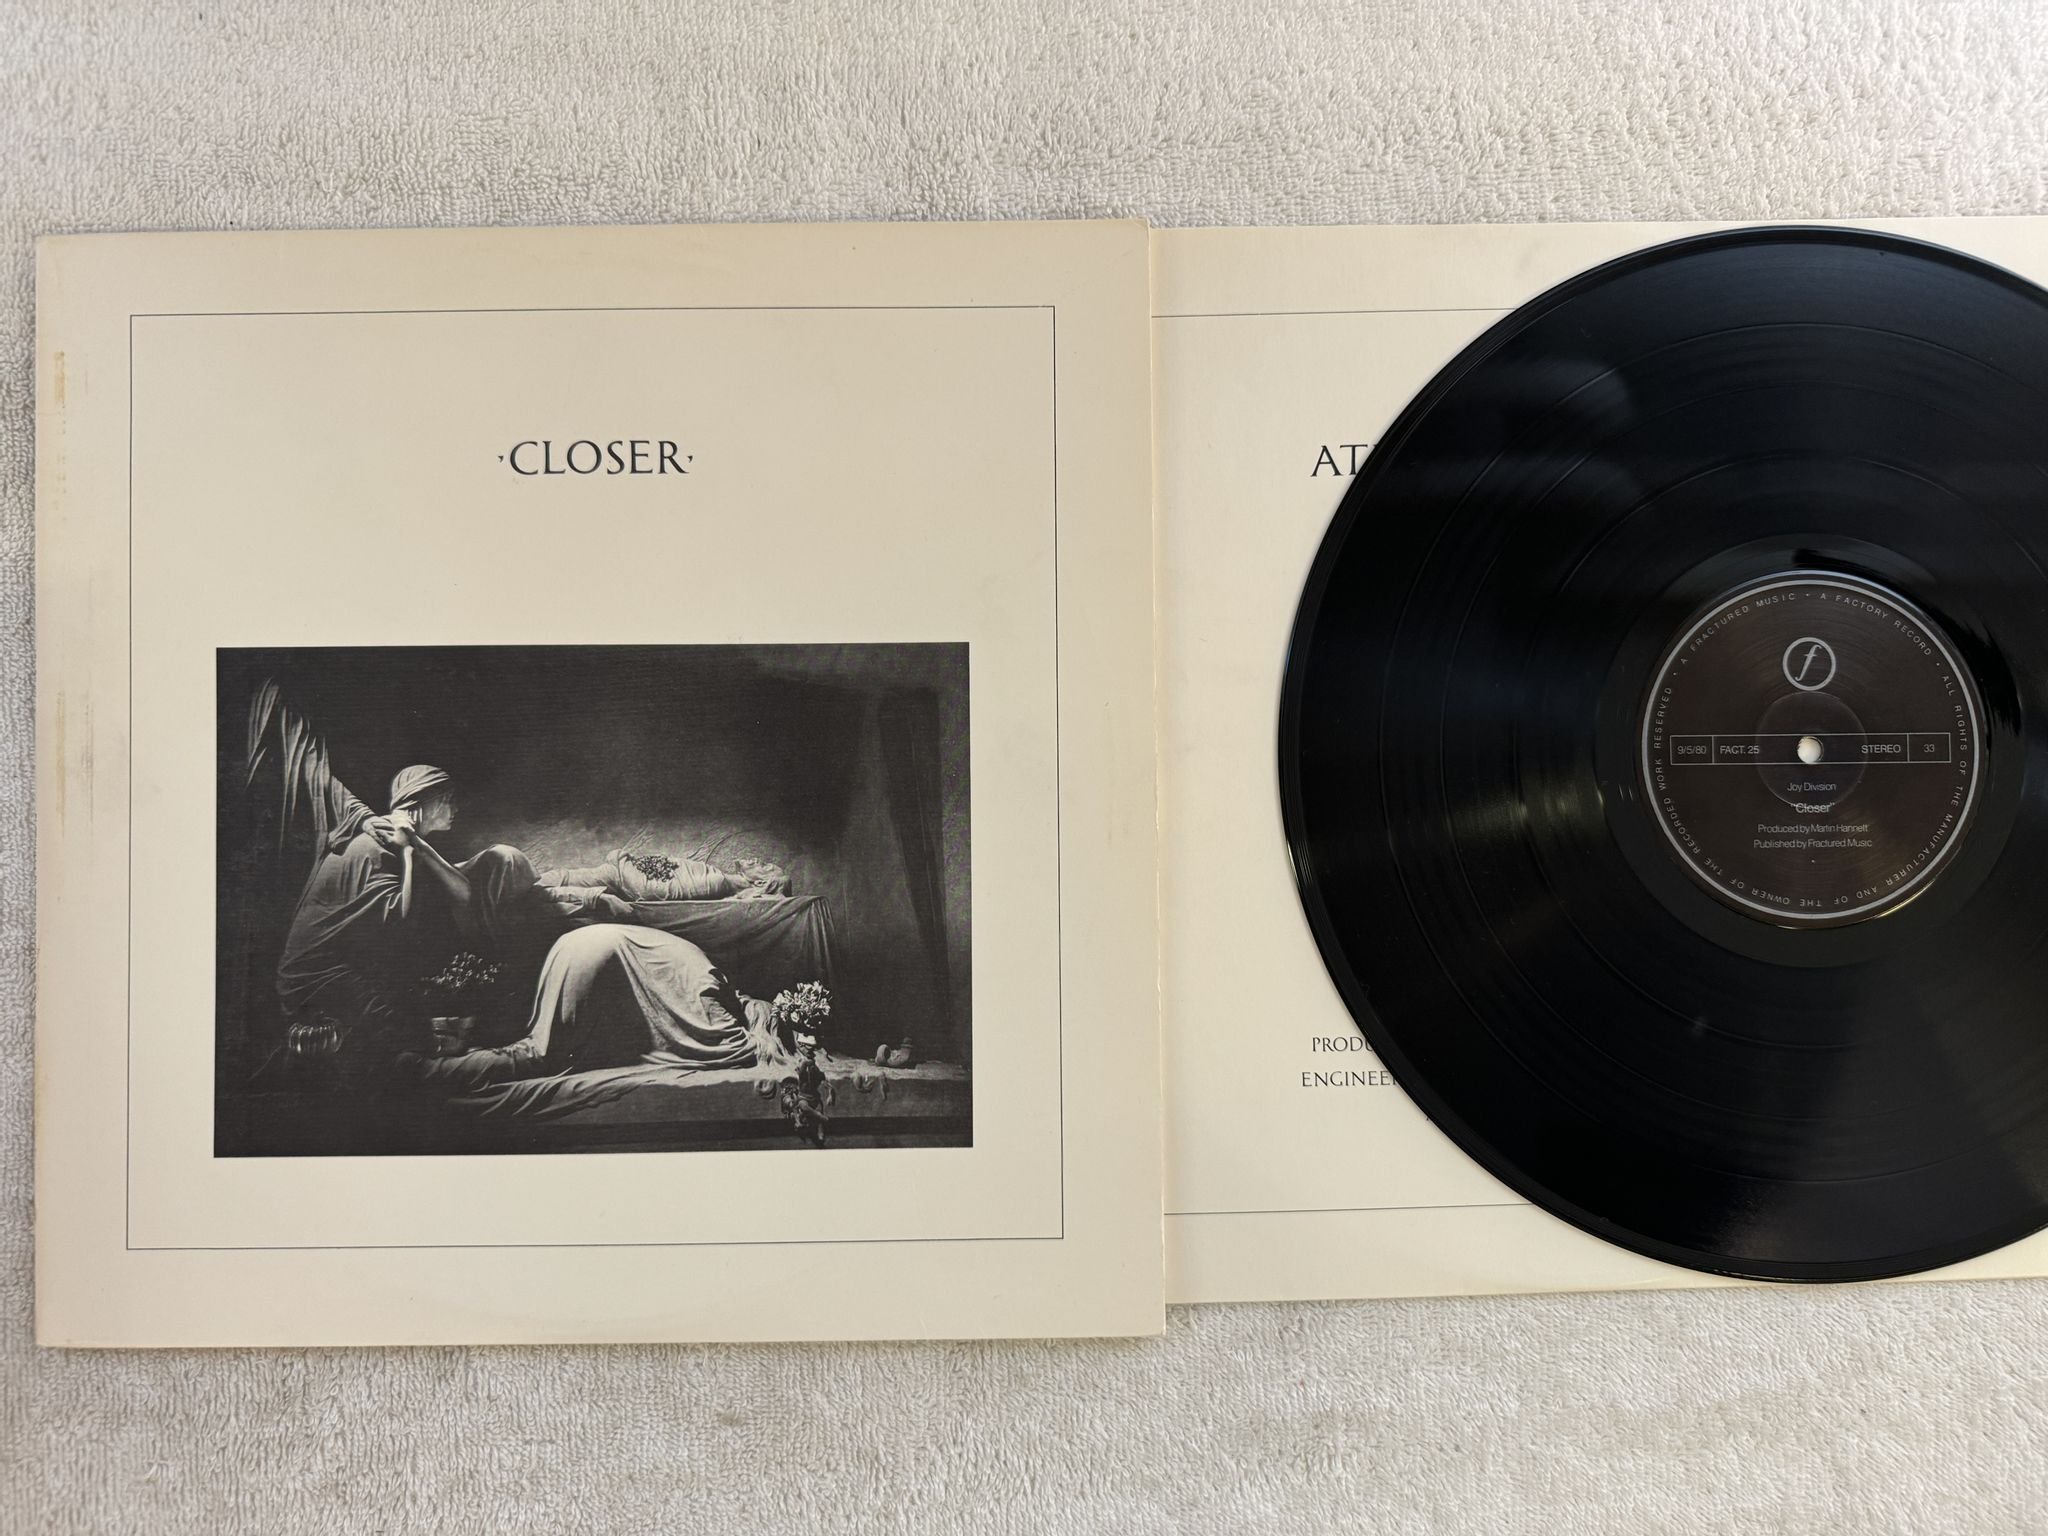 ·CLOSER·
AT
PRODU
ENGINEE
A FRACTURED MUSIC · A FACTORY RECORD · ALL RIGHTS OF THE MANUFACTURER AND OF THE OWNER OF THE RECORDED WORK RESERVED ·
f
9/5/80 FACT. 25 STEREO 33
Joy Division
"Closer"
Produced by Martin Hannett
Published by Fractured Music